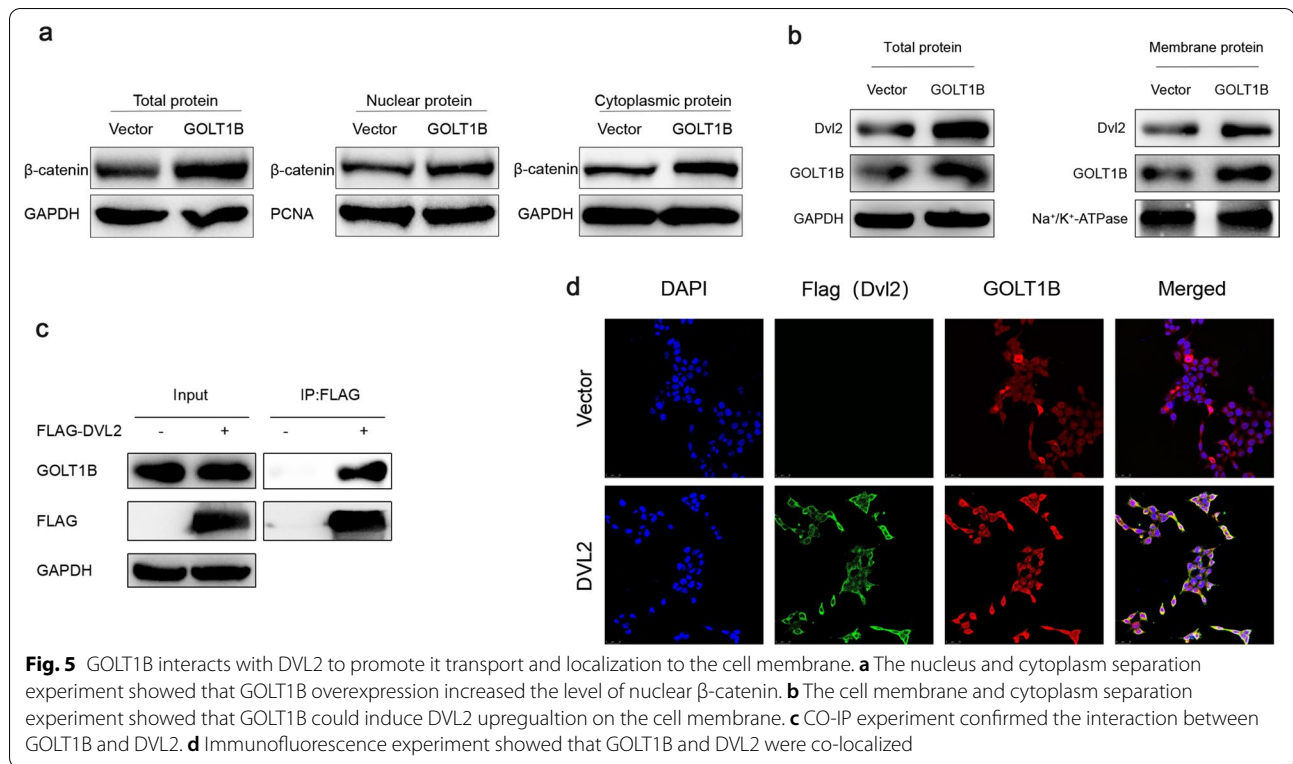 a
Total protein
Vector GOLT1B
β-catenin
GAPDH
Nuclear protein
Vector GOLT1B
β-catenin
PCNA
Cytoplasmic protein
Vector GOLT1B
β-catenin
GAPDH
b
Total protein
Vector GOLT1B
Dvl2
GOLT1B
GAPDH
Membrane protein
Vector GOLT1B
Dvl2
GOLT1B
Na⁺/K⁺-ATPase
c
Input IP:FLAG
FLAG-DVL2 - + - +
GOLT1B
FLAG
GAPDH
d
DAPI Flag (Dvl2) GOLT1B Merged
Vector
DVL2
Fig. 5 GOLT1B interacts with DVL2 to promote it transport and localization to the cell membrane. a The nucleus and cytoplasm separation
experiment showed that GOLT1B overexpression increased the level of nuclear β-catenin. b The cell membrane and cytoplasm separation
experiment showed that GOLT1B could induce DVL2 upregualtion on the cell membrane. c CO-IP experiment confirmed the interaction between
GOLT1B and DVL2. d Immunofluorescence experiment showed that GOLT1B and DVL2 were co-localized